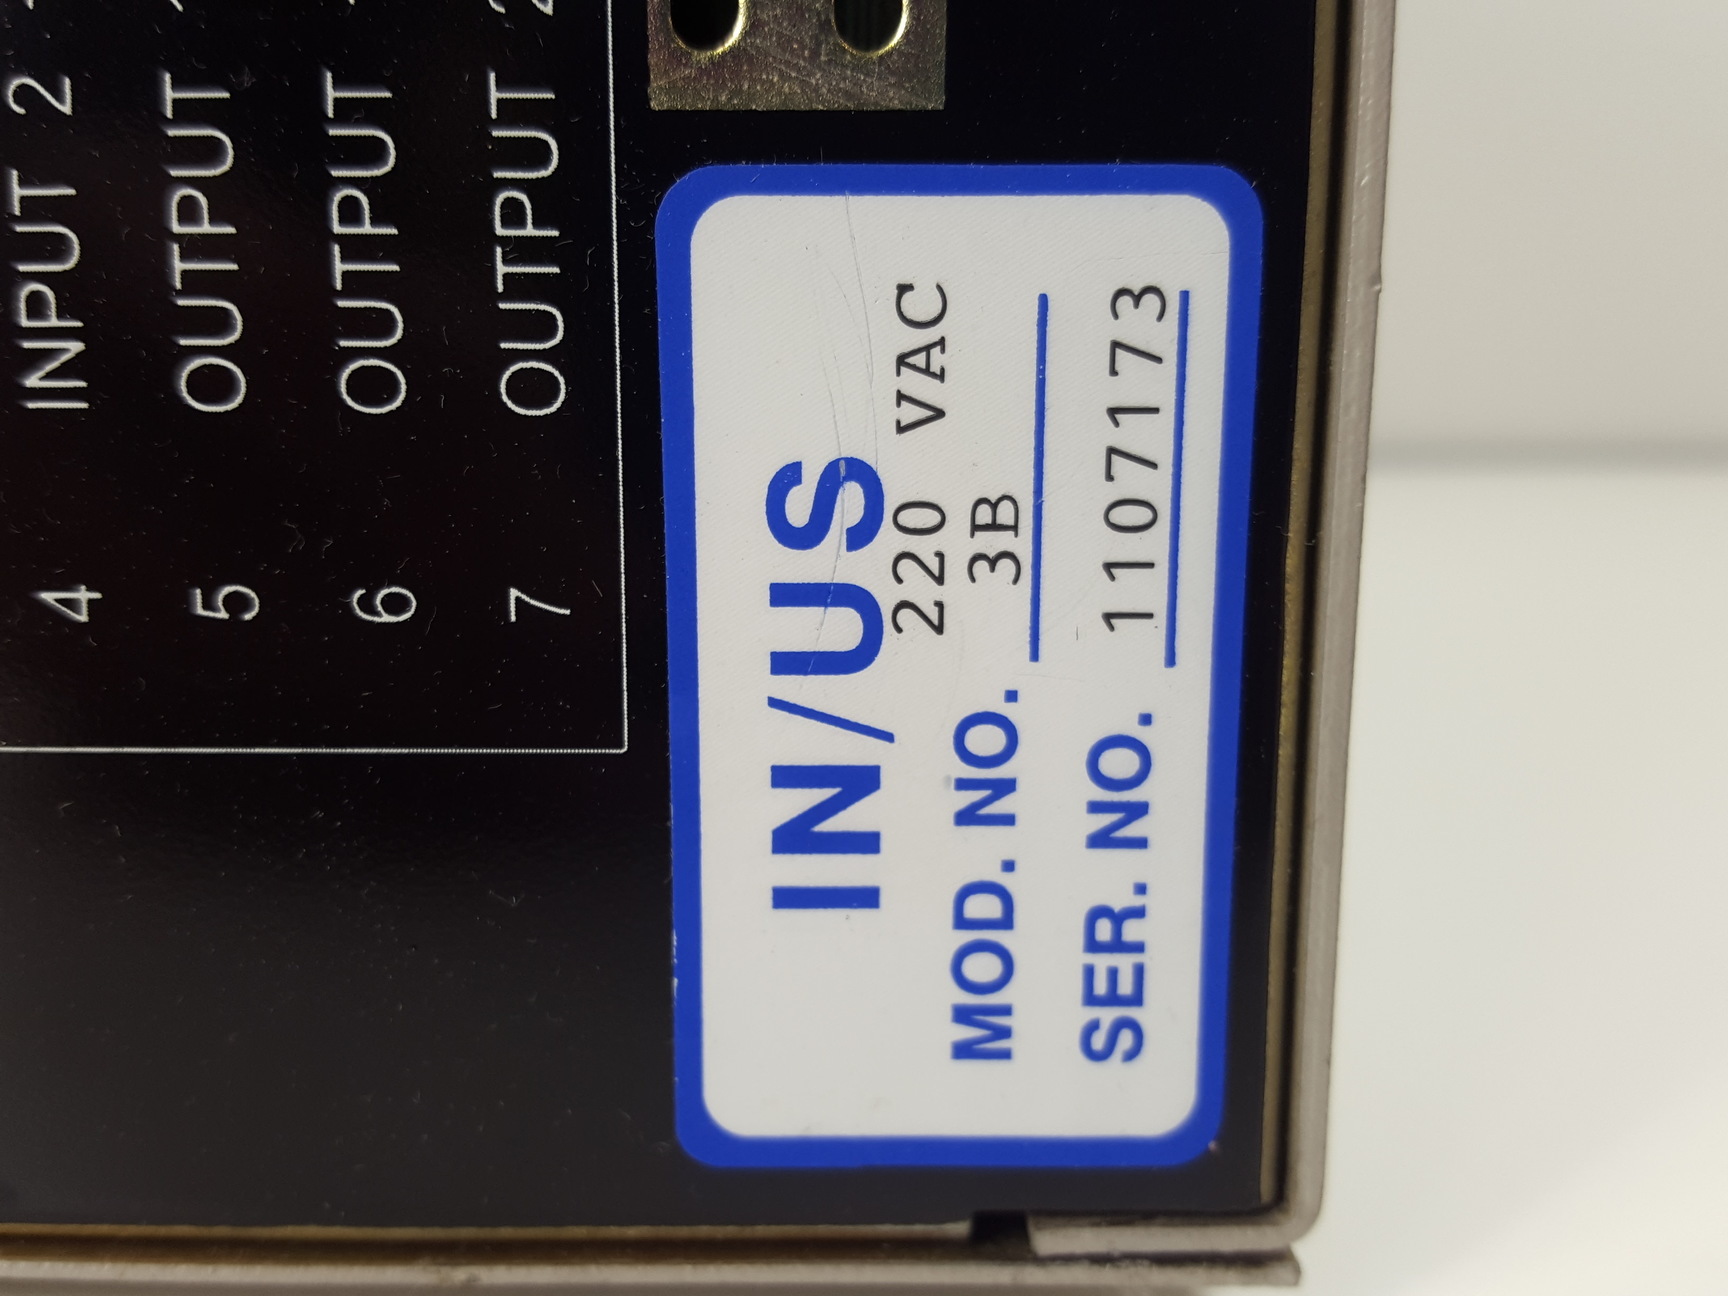 4 INPUT 2
5 OUTPUT
6 OUTPUT
7 OUTPUT 2
IN/US
220 VAC
MOD. NO. 3B
SER. NO. 1107173